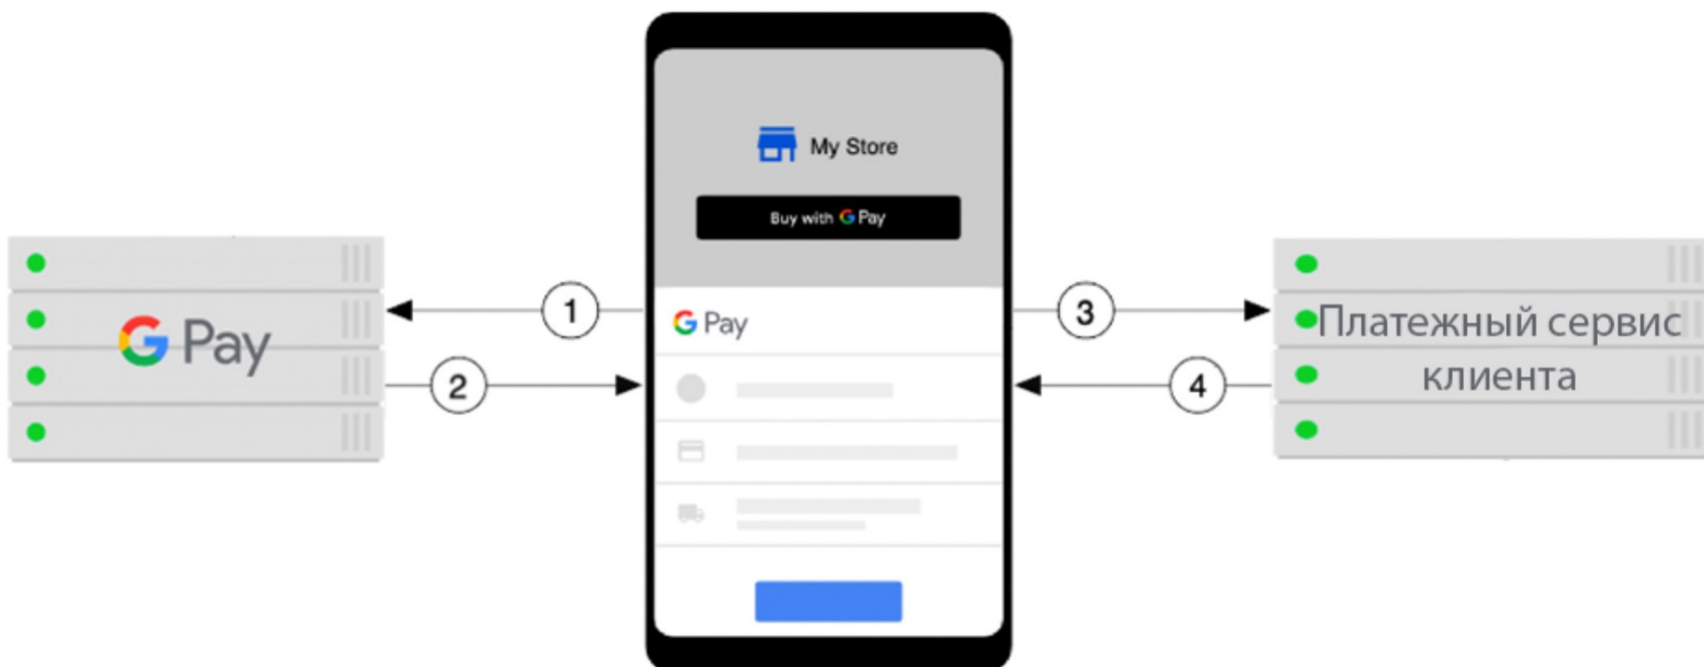 My Store
Buy with G Pay
G Pay
1
2
G Pay
3
4
Платежный сервис
клиента